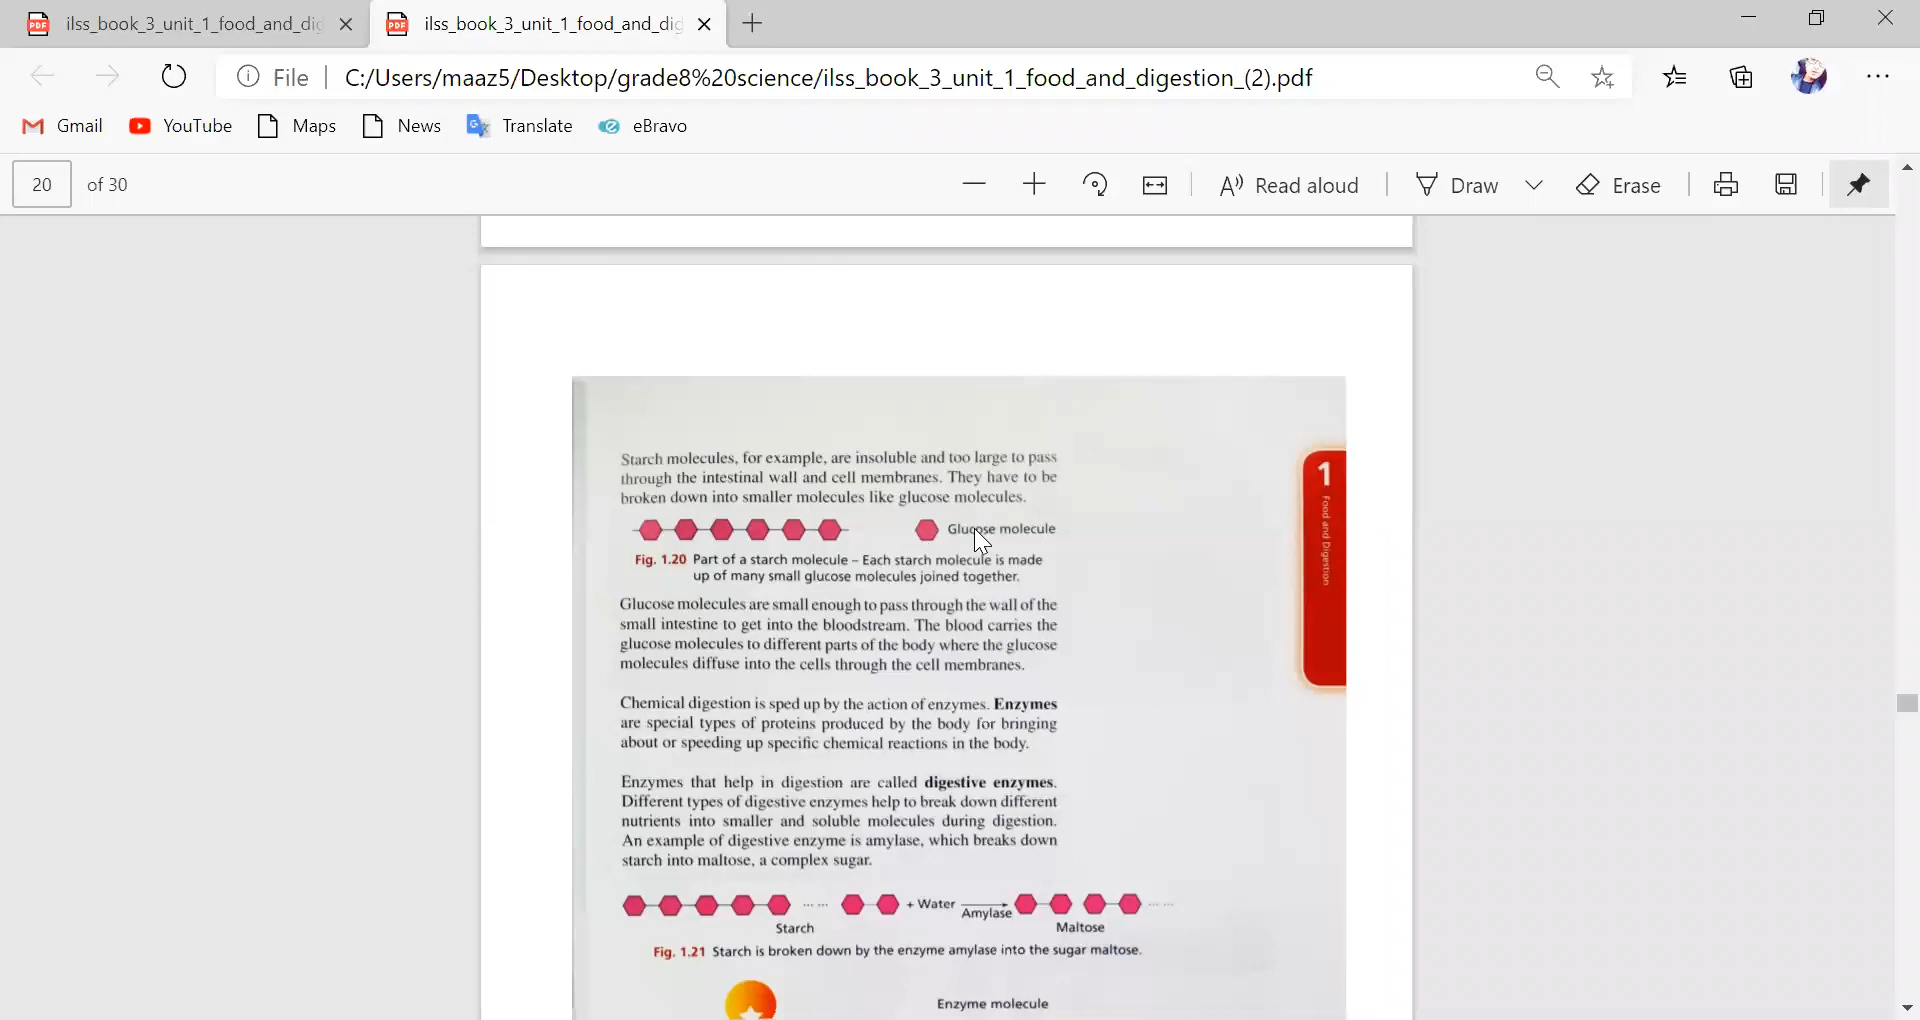 ilss_book_3_unit_1_food_and_dig
ilss_book_3_unit_1_food_and_dig
File
C:/Users/maaz5/Desktop/grade8%20science/ilss_book_3_unit_1_food_and_digestion_(2).pdf
Gmail YouTube Maps News Translate eBravo
20 of 30 Read aloud Draw Erase
Starch molecules, for example, are insoluble and too large to pass
through the intestinal wall and cell membranes. They have to be
broken down into smaller molecules like glucose molecules.
Glucose molecule
Fig. 1.20 Part of a starch molecule – Each starch molecule is made
up of many small glucose molecules joined together.
Glucose molecules are small enough to pass through the wall of the
small intestine to get into the bloodstream. The blood carries the
glucose molecules to different parts of the body where the glucose
molecules diffuse into the cells through the cell membranes.
Chemical digestion is sped up by the action of enzymes. Enzymes
are special types of proteins produced by the body for bringing
about or speeding up specific chemical reactions in the body.
Enzymes that help in digestion are called digestive enzymes.
Different types of digestive enzymes help to break down different
nutrients into smaller and soluble molecules during digestion.
An example of digestive enzyme is amylase, which breaks down
starch into maltose, a complex sugar.
...... + Water Amylase ......
Starch Maltose
Fig. 1.21 Starch is broken down by the enzyme amylase into the sugar maltose.
Enzyme molecule
1
Food and Digestion